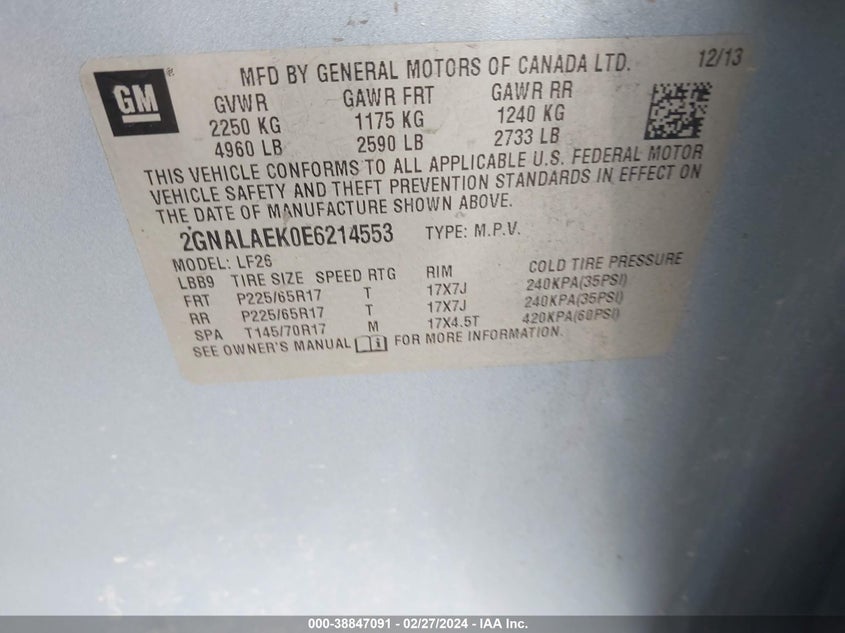 GM
®
MFD BY GENERAL MOTORS OF CANADA LTD.
12/13
GVWR GAWR FRT GAWR RR
2250 KG 1175 KG 1240 KG
4960 LB 2590 LB 2733 LB
THIS VEHICLE CONFORMS TO ALL APPLICABLE U.S. FEDERAL MOTOR
VEHICLE SAFETY AND THEFT PREVENTION STANDARDS IN EFFECT ON
THE DATE OF MANUFACTURE SHOWN ABOVE.
2GNALAEK0E6214553 TYPE: M.P.V.
MODEL: LF26
LBB9 TIRE SIZE SPEED RTG RIM COLD TIRE PRESSURE
FRT P225/65R17 T 17X7J 240KPA(35PSI)
RR P225/65R17 T 17X7J 240KPA(35PSI)
SPA T145/70R17 M 17X4.5T 420KPA(60PSI)
SEE OWNER'S MANUAL FOR MORE INFORMATION.
000-38847091 - 02/27/2024 - IAA Inc.